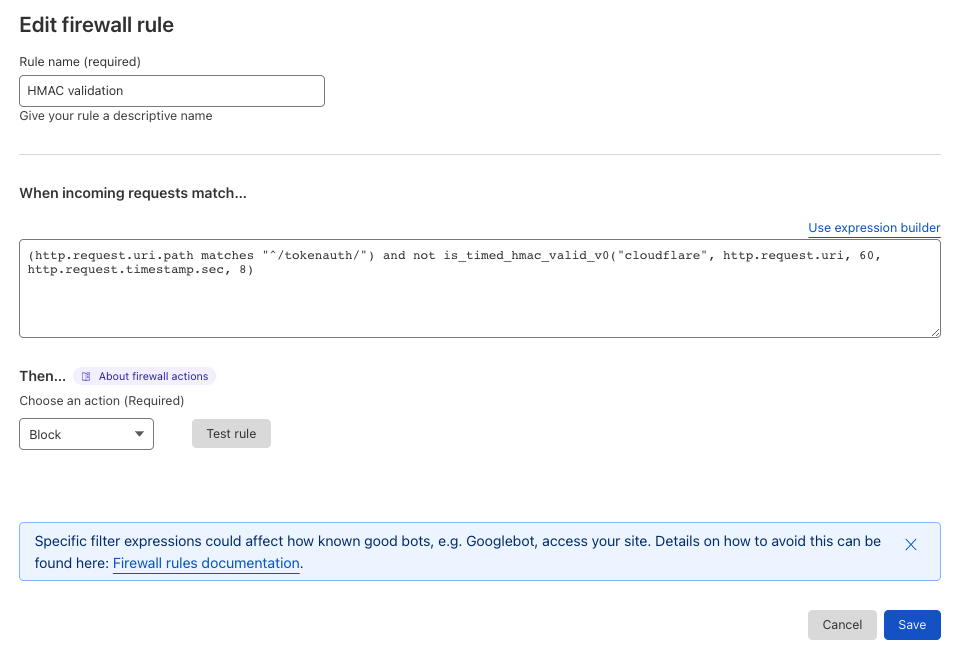 Edit firewall rule
Rule name (required)
HMAC validation
Give your rule a descriptive name
When incoming requests match...
Use expression builder
(http.request.uri.path matches "^/tokenauth/") and not is_timed_hmac_valid_v0("cloudflare", http.request.uri, 60,
http.request.timestamp.sec, 8)
Then... About firewall actions
Choose an action (Required)
Block Test rule
Specific filter expressions could affect how known good bots, e.g. Googlebot, access your site. Details on how to avoid this can be
found here: Firewall rules documentation.
Cancel Save